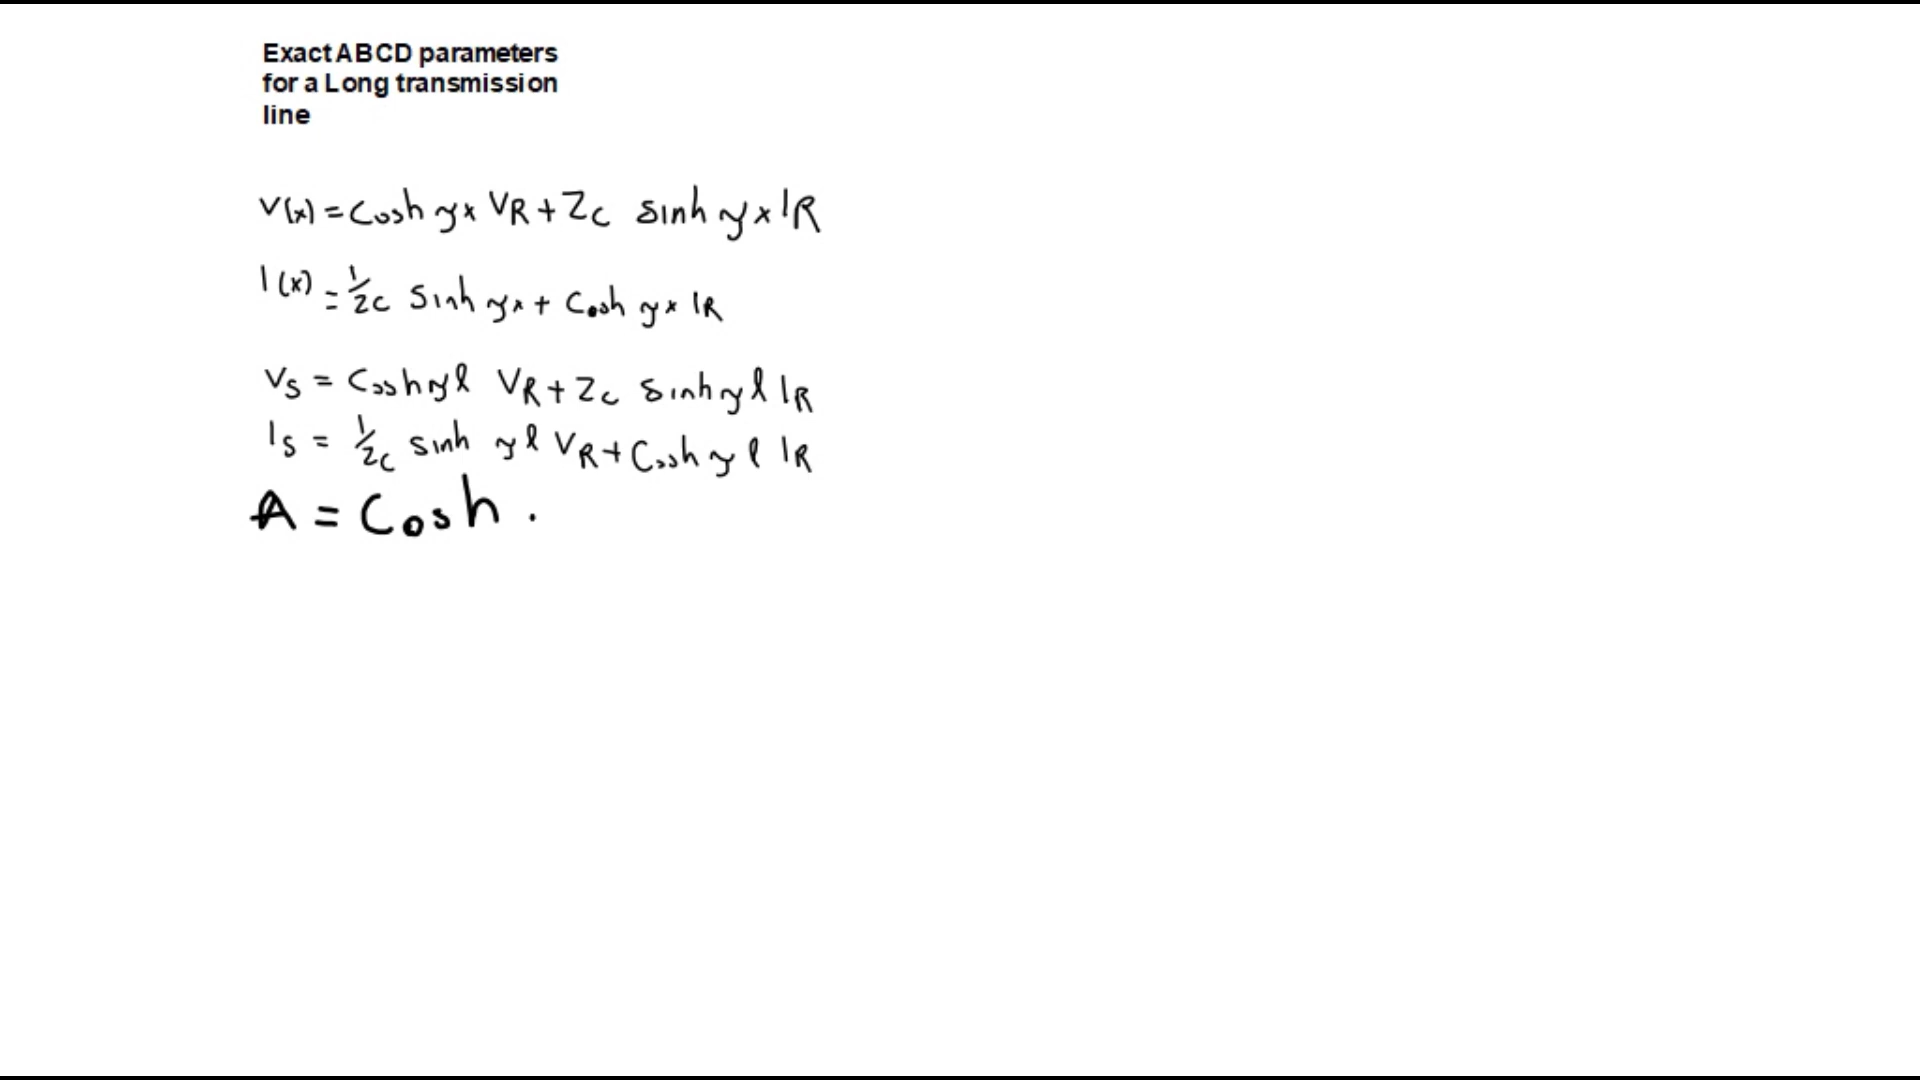 Exact ABCD parameters
for a Long transmission
line
V(x) = Cosh γx VR + Zc sinh γx IR
I(x) = 1/Zc Sinh γx + Cosh γx IR
VS = Cosh γl VR + Zc sinh γl IR
IS = 1/Zc sinh γl VR + Cosh γl IR
A = Cosh .